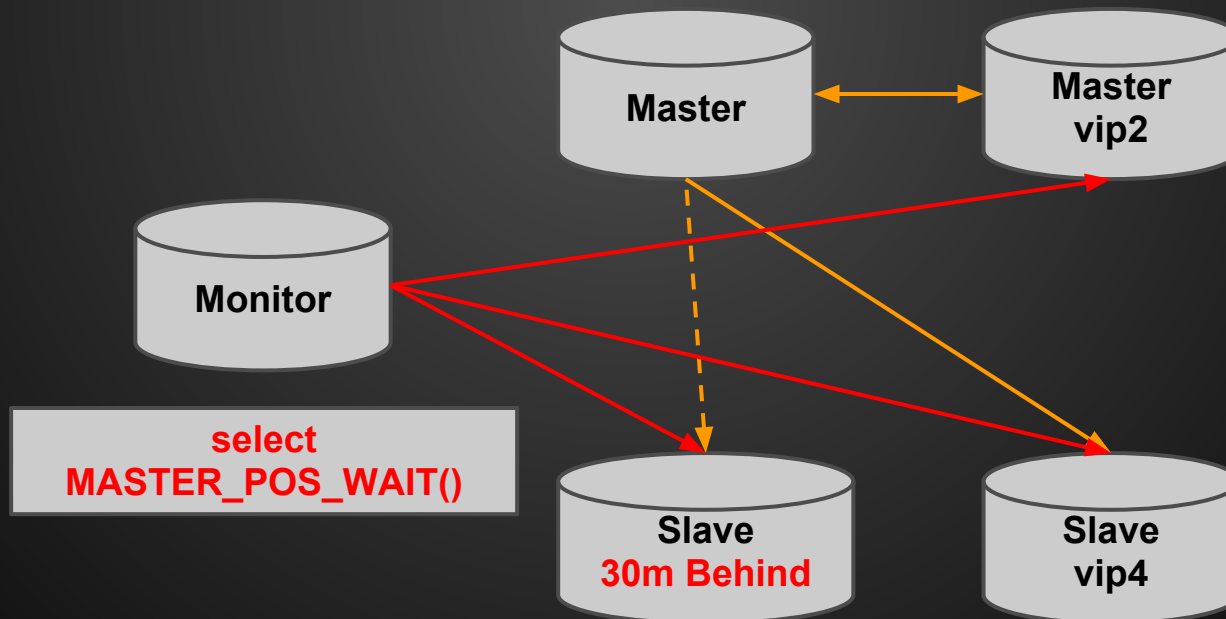 Master
Master
vip2
Monitor
select
MASTER_POS_WAIT()
Slave
30m Behind
Slave
vip4